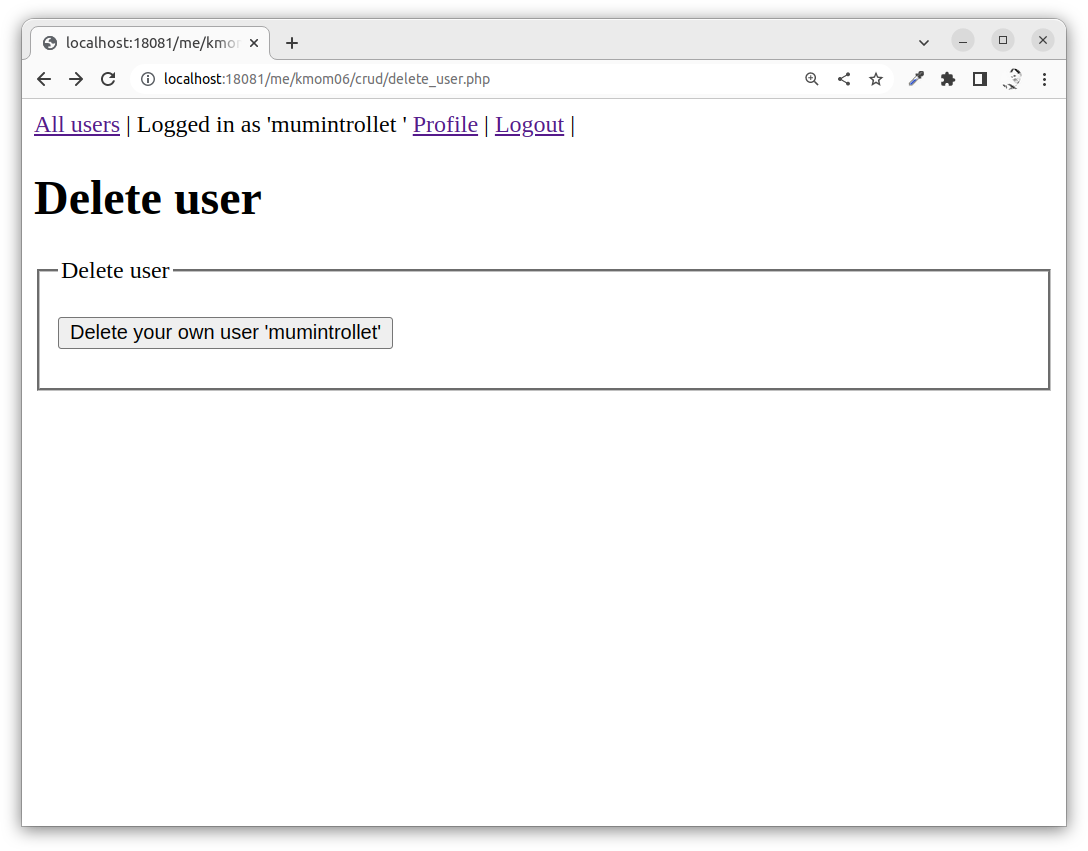 localhost:18081/me/kmom
localhost:18081/me/kmom06/crud/delete_user.php
All users | Logged in as 'mumintrollet ' Profile | Logout |
Delete user
Delete user
Delete your own user 'mumintrollet'